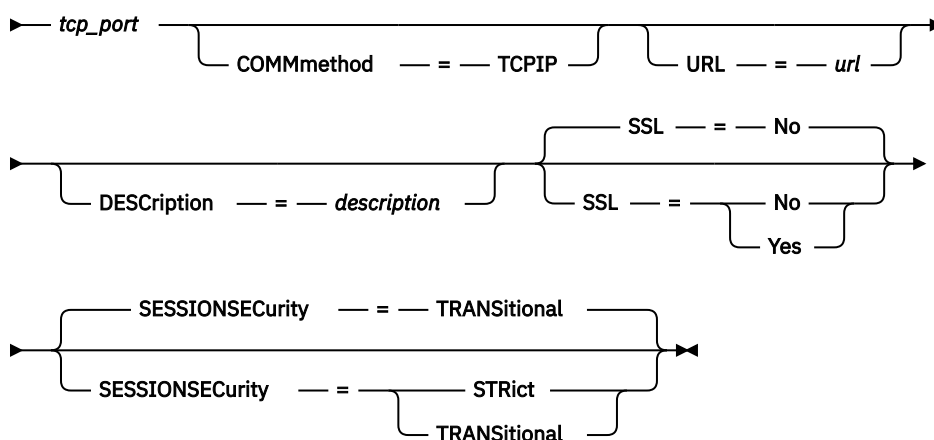 tcp_port
COMMmethod = TCPIP URL = url
SSL = No
DESCription = description SSL = No
Yes
SESSIONSECurity = TRANSitional
SESSIONSECurity = STRict
TRANSitional